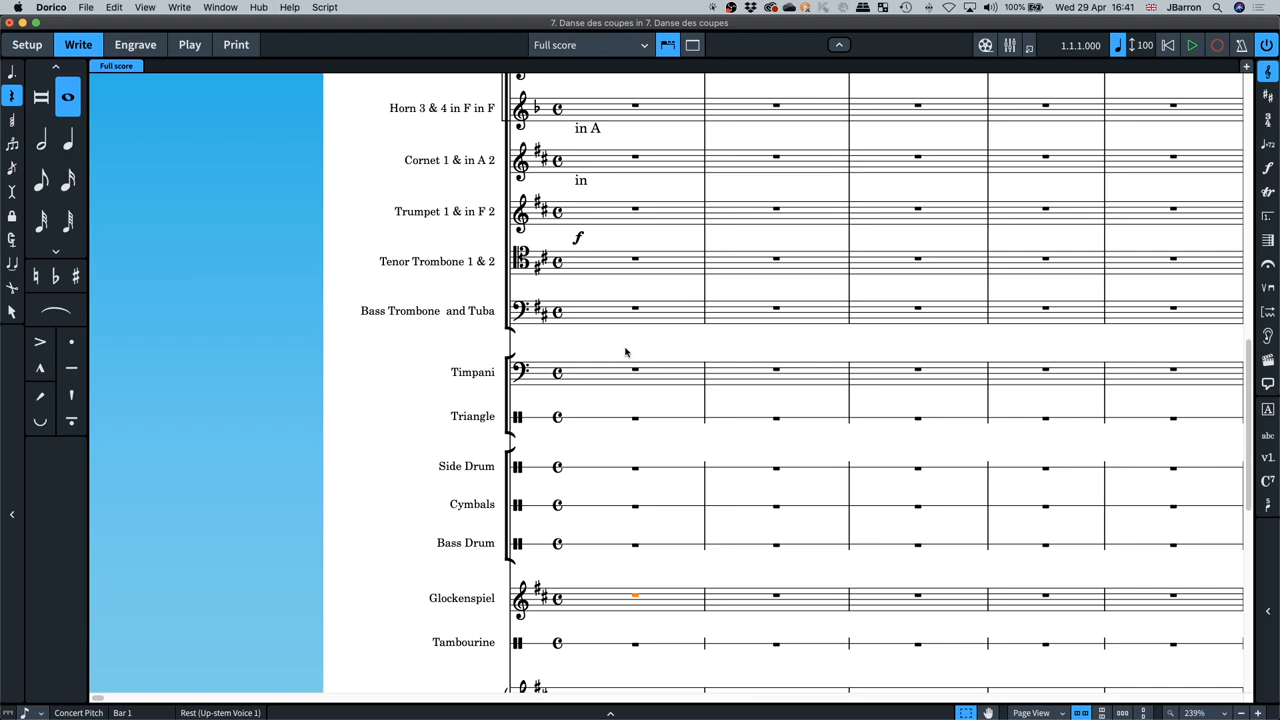 Dorico File Edit View Write Window Hub Help Script 100% Wed 29 Apr 16:41 JBarron
7. Danse des coupes in 7. Danse des coupes
Setup Write Engrave Play Print Full score 1.1.1.000 100
Full score
Horn 3 & 4 in F in F
in A
Cornet 1 & in A 2
in
Trumpet 1 & in F 2
f
Tenor Trombone 1 & 2
Bass Trombone and Tuba
Timpani
Triangle
Side Drum
Cymbals
Bass Drum
Glockenspiel
Tambourine
Concert Pitch Bar 1 Rest (Up-stem Voice 1) Page View 239%